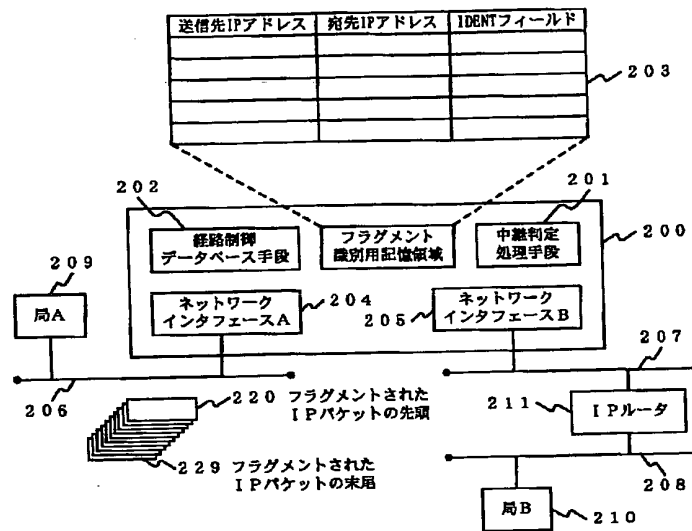 送信先IPアドレス 宛先IPアドレス IDENTフィールド
203
202
201
経路制御
データベース手段
フラグメント
識別用記憶領域
中継判定
処理手段
200
209
局A
ネットワーク
インタフェースA
204
205
ネットワーク
インタフェースB
207
206
220 フラグメントされた
IPパケットの先頭
211
IPルータ
229 フラグメントされた
IPパケットの末尾
208
局B
210